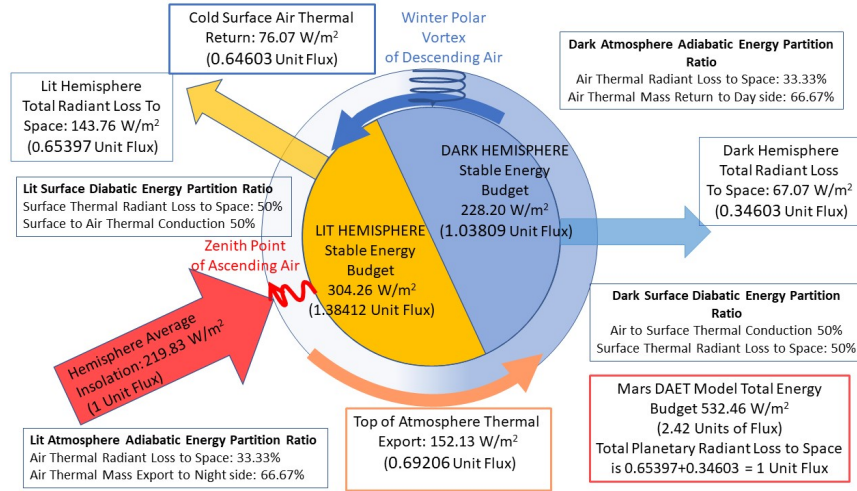 Cold Surface Air Thermal
Return: 76.07 W/m²
(0.64603 Unit Flux)
Winter Polar
Vortex
of Descending Air
Dark Atmosphere Adiabatic Energy Partition
Ratio
Air Thermal Radiant Loss to Space: 33.33%
Air Thermal Mass Return to Day side: 66.67%
Lit Hemisphere
Total Radiant Loss To
Space: 143.76 W/m²
(0.65397 Unit Flux)
DARK HEMISPHERE
Stable Energy
Budget
228.20 W/m²
(1.03809 Unit Flux)
Dark Hemisphere
Total Radiant Loss
To Space: 67.07 W/m²
(0.34603 Unit Flux)
Lit Surface Diabatic Energy Partition Ratio
Surface Thermal Radiant Loss to Space: 50%
Surface to Air Thermal Conduction 50%
Zenith Point
of Ascending Air
LIT HEMISPHERE
Stable Energy
Budget
304.26 W/m²
(1.38412 Unit Flux)
Hemisphere Average
Insolation: 219.83 W/m²
(1 Unit Flux)
Dark Surface Diabatic Energy Partition
Ratio
Air to Surface Thermal Conduction 50%
Surface Thermal Radiant Loss to Space: 50%
Top of Atmosphere Thermal
Export: 152.13 W/m²
(0.69206 Unit Flux)
Mars DAET Model Total Energy
Budget 532.46 W/m²
(2.42 Units of Flux)
Total Planetary Radiant Loss to Space
is 0.65397+0.34603 = 1 Unit Flux
Lit Atmosphere Adiabatic Energy Partition Ratio
Air Thermal Radiant Loss to Space: 33.33%
Air Thermal Mass Export to Night side: 66.67%